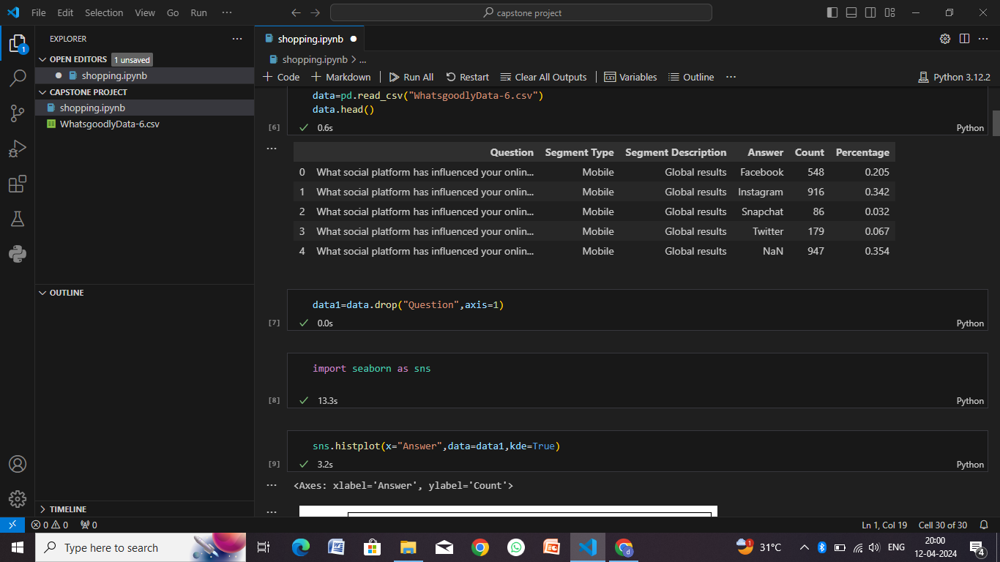 File Edit Selection View Go Run ··· capstone project
EXPLORER ···
OPEN EDITORS 1 unsaved
shopping.ipynb
CAPSTONE PROJECT
shopping.ipynb
WhatsgoodlyData-6.csv
OUTLINE
TIMELINE
1
shopping.ipynb
shopping.ipynb > ...
+ Code + Markdown Run All Restart Clear All Outputs Variables Outline ··· Python 3.12.2
data=pd.read_csv("WhatsgoodlyData-6.csv")
data.head()
[6] 0.6s Python
Question Segment Type Segment Description Answer Count Percentage
0 What social platform has influenced your onlin... Mobile Global results Facebook 548 0.205
1 What social platform has influenced your onlin... Mobile Global results Instagram 916 0.342
2 What social platform has influenced your onlin... Mobile Global results Snapchat 86 0.032
3 What social platform has influenced your onlin... Mobile Global results Twitter 179 0.067
4 What social platform has influenced your onlin... Mobile Global results NaN 947 0.354
data1=data.drop("Question",axis=1)
[7] 0.0s Python
import seaborn as sns
[8] 13.3s Python
sns.histplot(x="Answer",data=data1,kde=True)
[9] 3.2s Python
<Axes: xlabel='Answer', ylabel='Count'>
0 0 0 Ln 1, Col 19 Cell 30 of 30
Type here to search 1 31°C ENG 20:00
12-04-2024 4